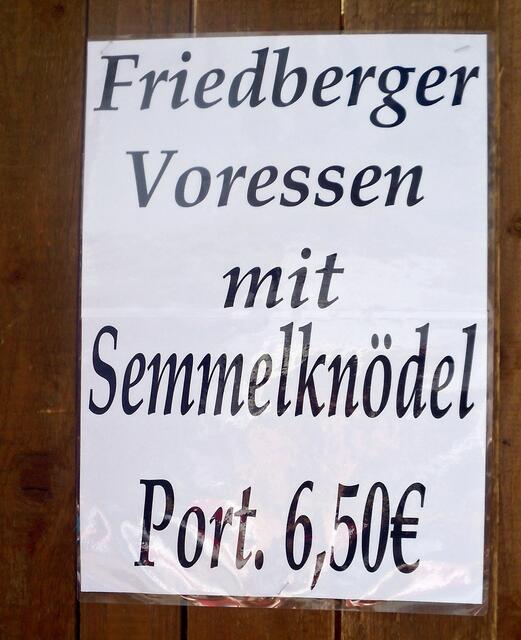 Friedberger
Voressen
mit
Semmelknödel
Port. 6,50€